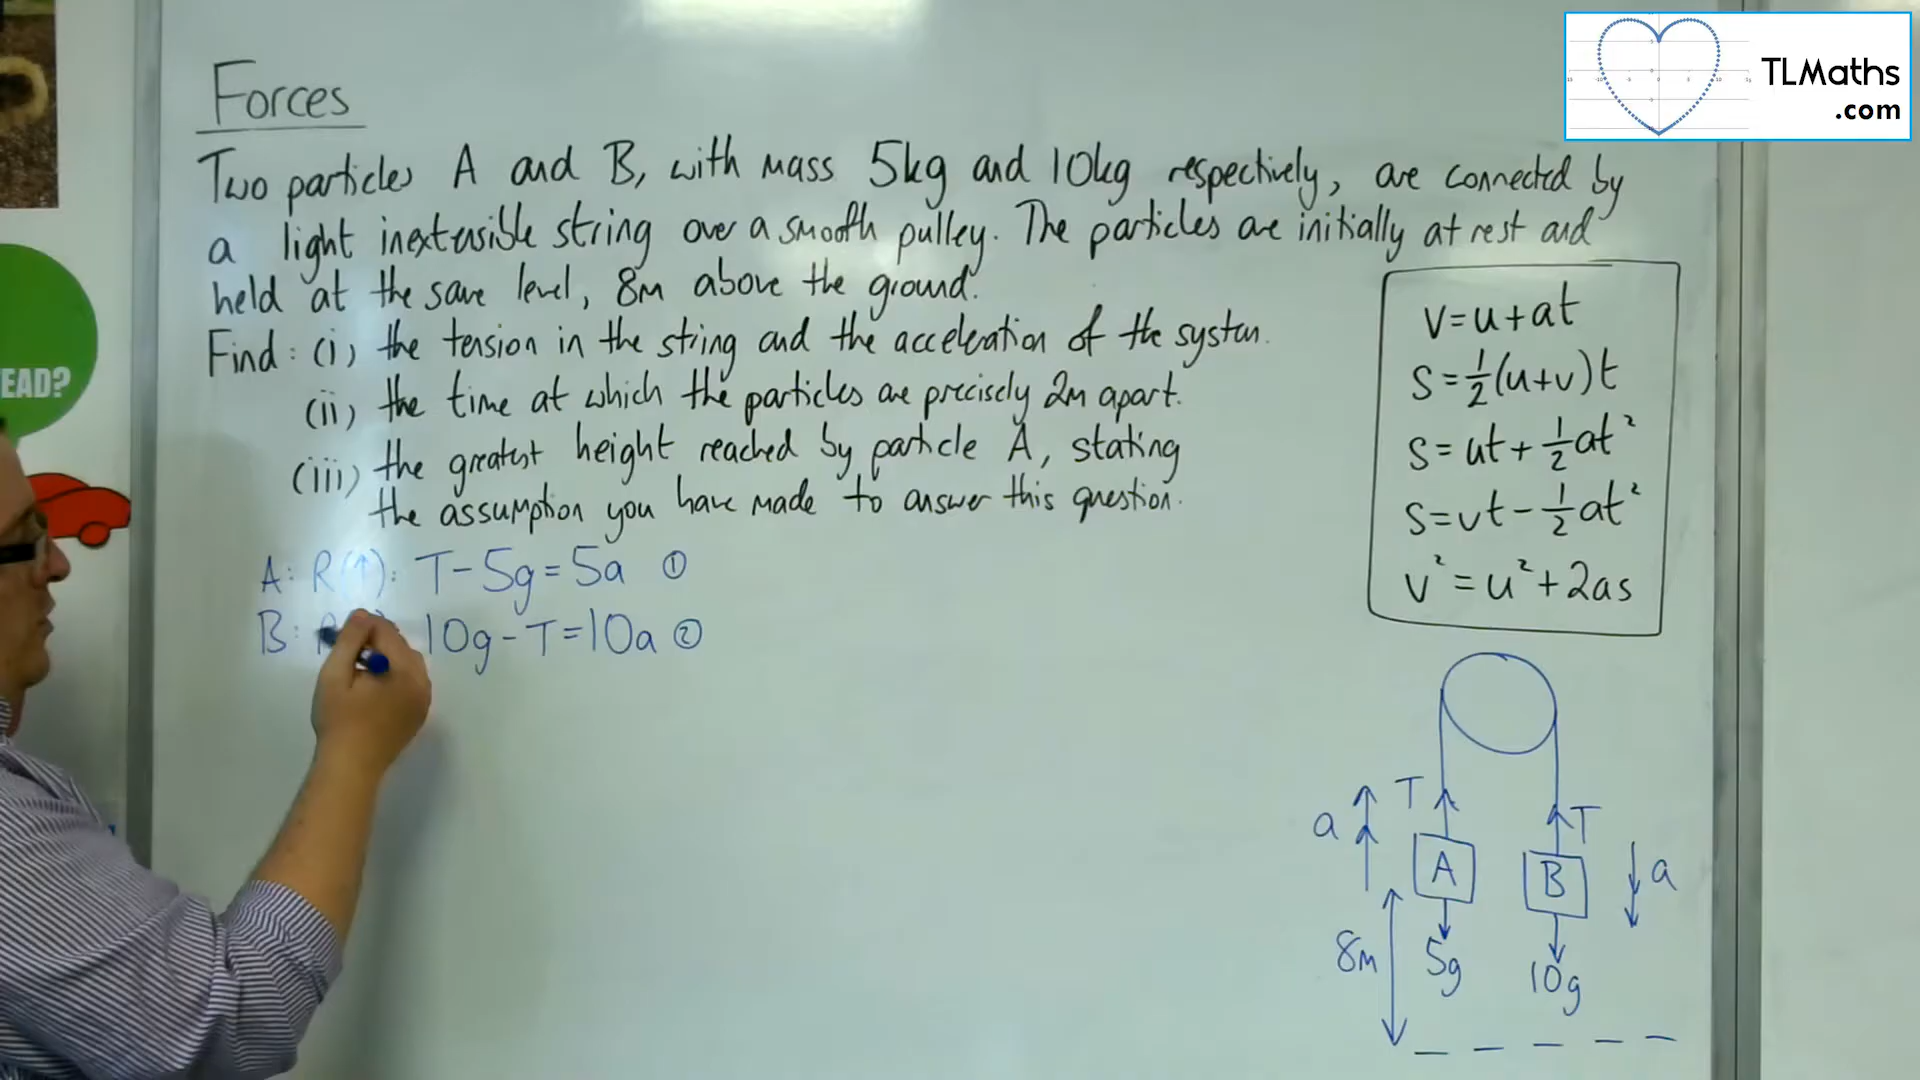 TLMaths
.com
Forces
Two particles A and B, with mass 5kg and 10kg respectively, are connected by
a light inextensible string over a smooth pulley. The particles are initially at rest and
held at the same level, 8m above the ground.
Find: (i) the tension in the string and the acceleration of the system.
(ii) the time at which the particles are precisely 2m apart.
(iii) the greatest height reached by particle A, stating
the assumption you have made to answer this question.
v=u+at
s=½(u+v)t
s=ut+½at²
s=vt-½at²
v²=u²+2as
EAD?
A: R(↑): T-5g=5a ①
B: 10g-T=10a ②
T
a
T
A
B
a
8m
5g
10g